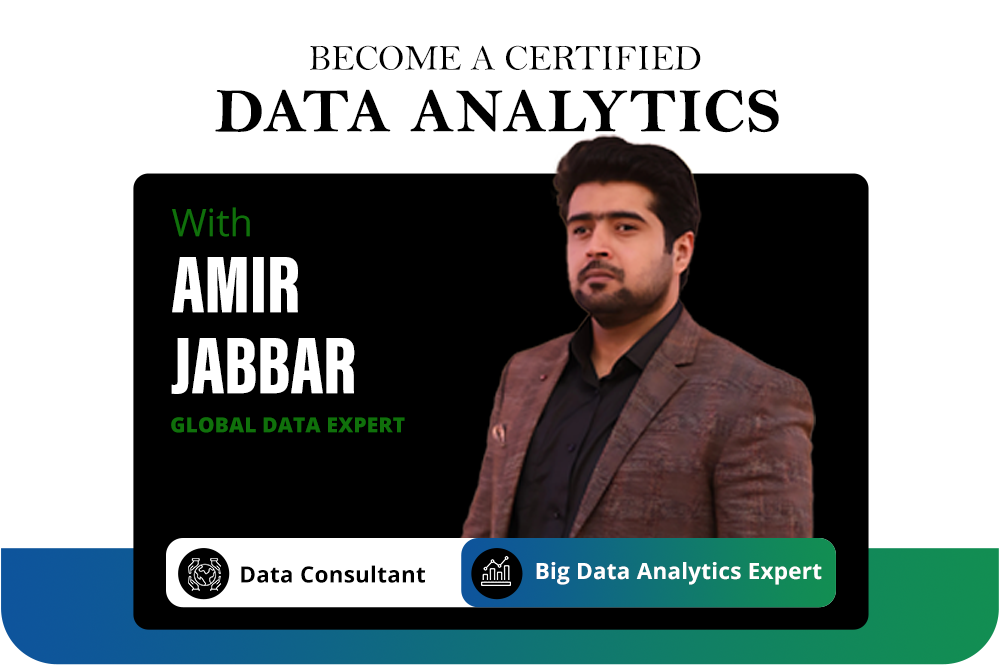 BECOME A CERTIFIED
DATA ANALYTICS
With
AMIR
JABBAR
GLOBAL DATA EXPERT
Data Consultant
Big Data Analytics Expert